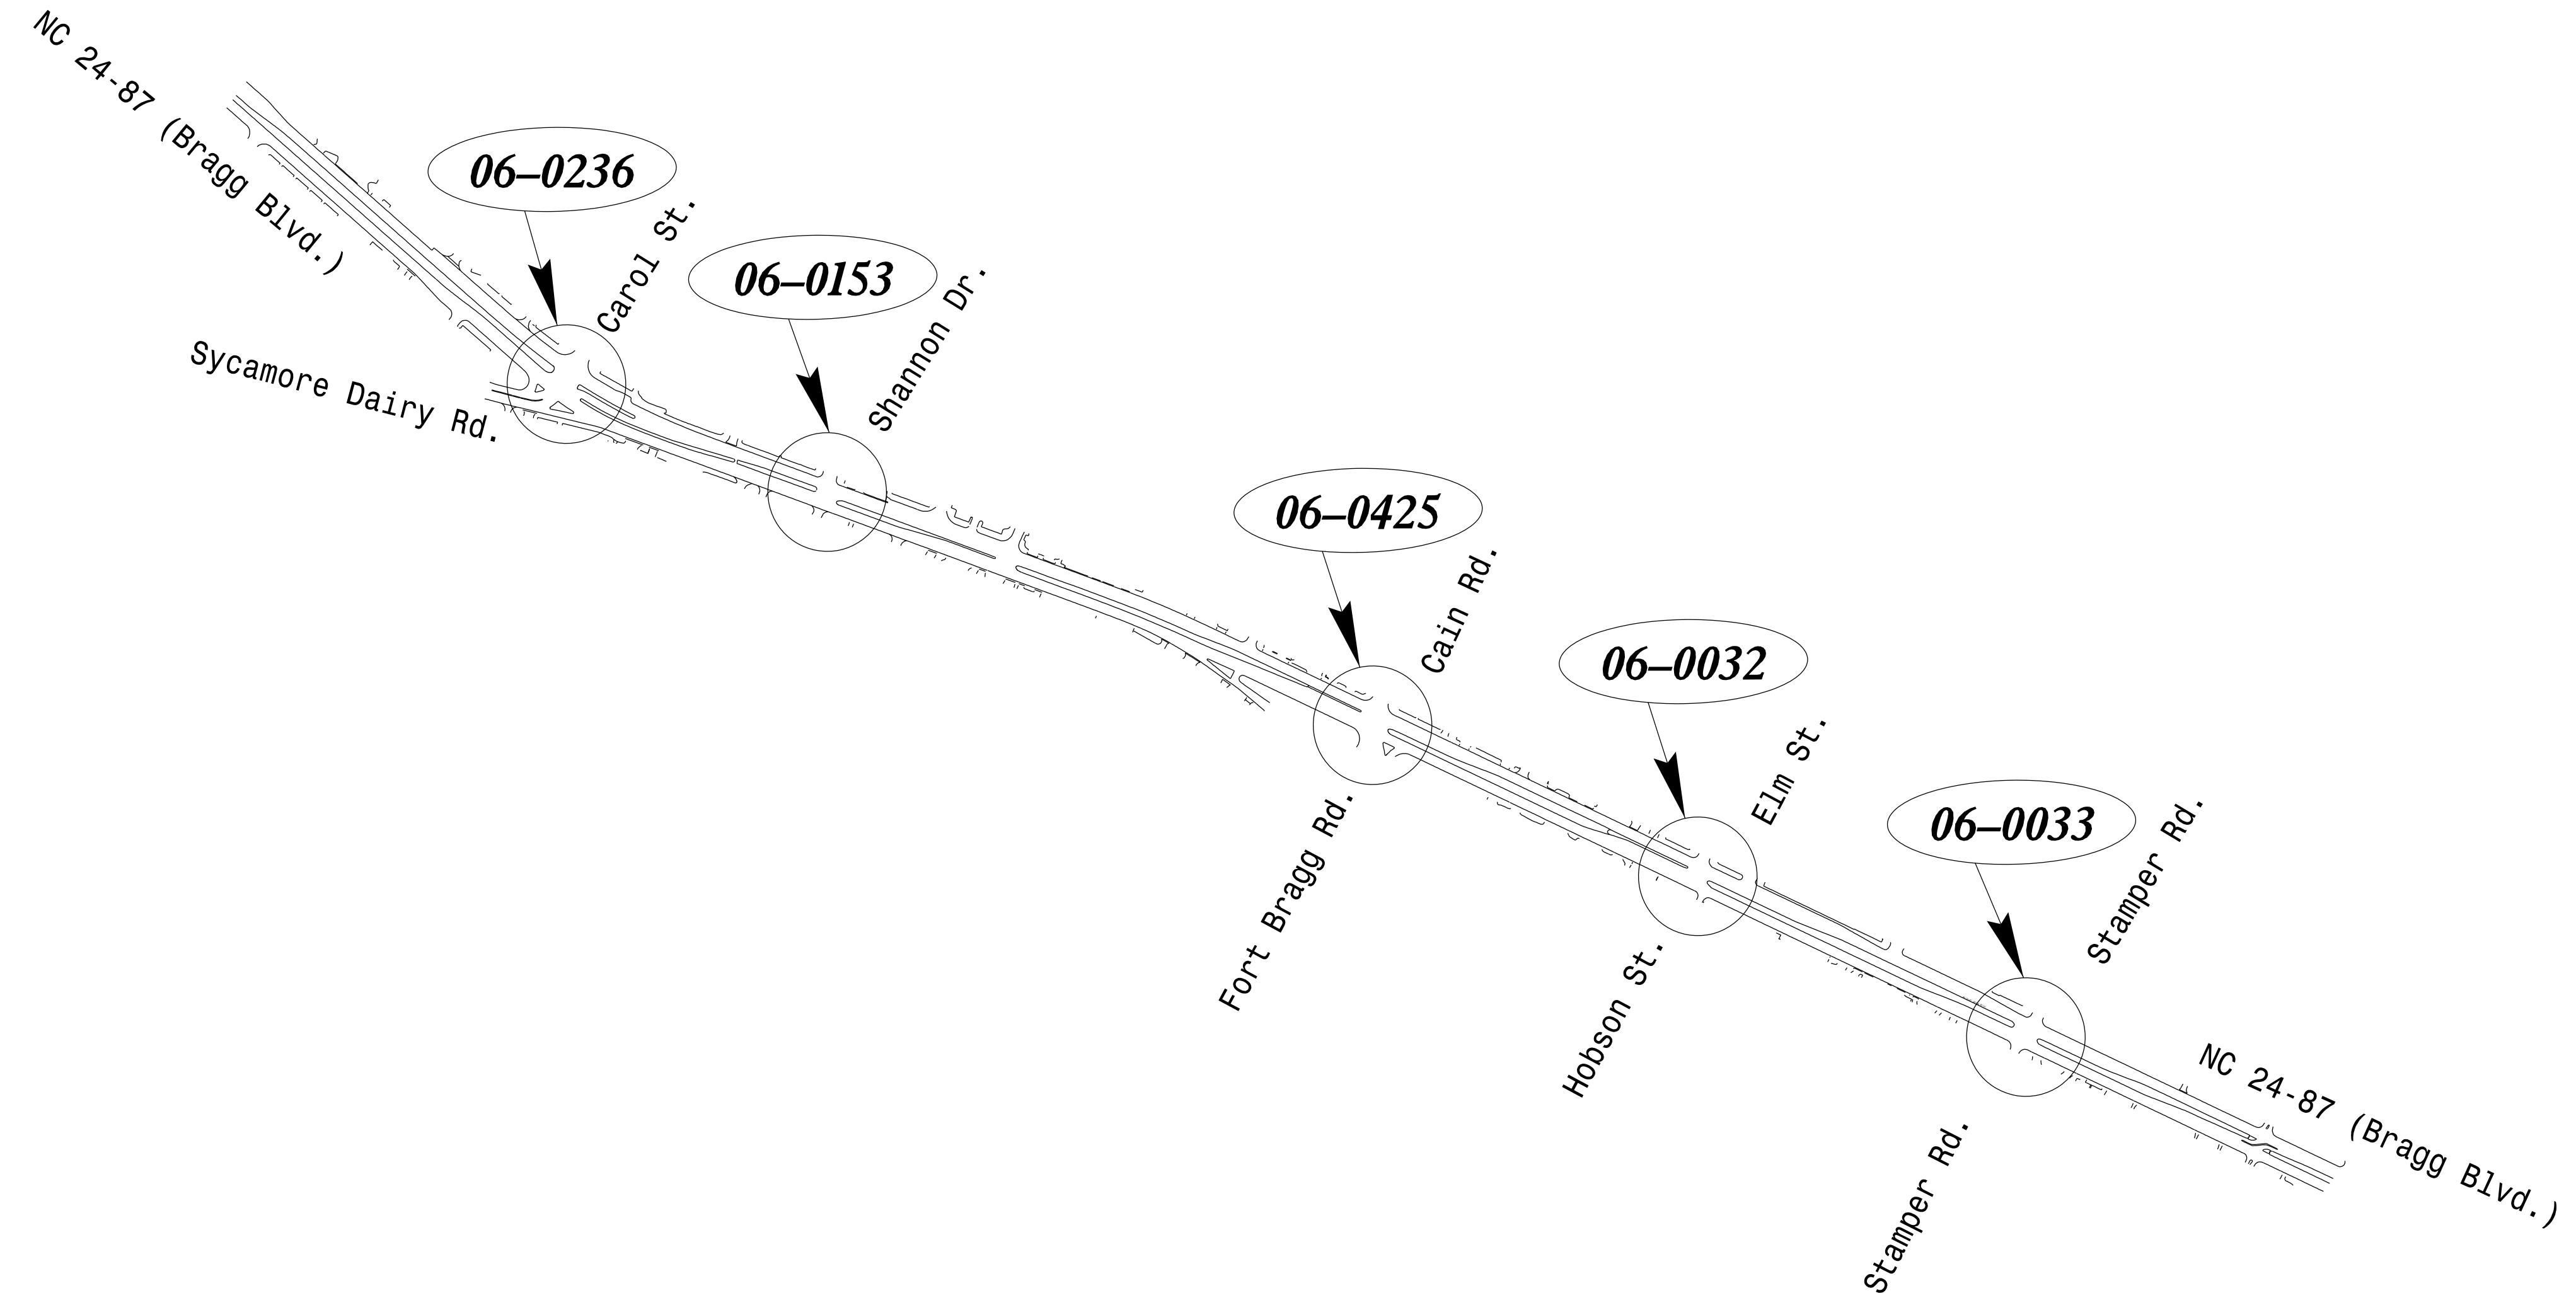 NC 24-87 (Bragg Blvd.)
06-0236
Carol St.
Sycamore Dairy Rd.
06-0153
Shannon Dr.
06-0425
Cain Rd.
Fort Bragg Rd.
06-0032
Elm St.
Hobson St.
06-0033
Stamper Rd.
Stamper Rd.
NC 24-87 (Bragg Blvd.)